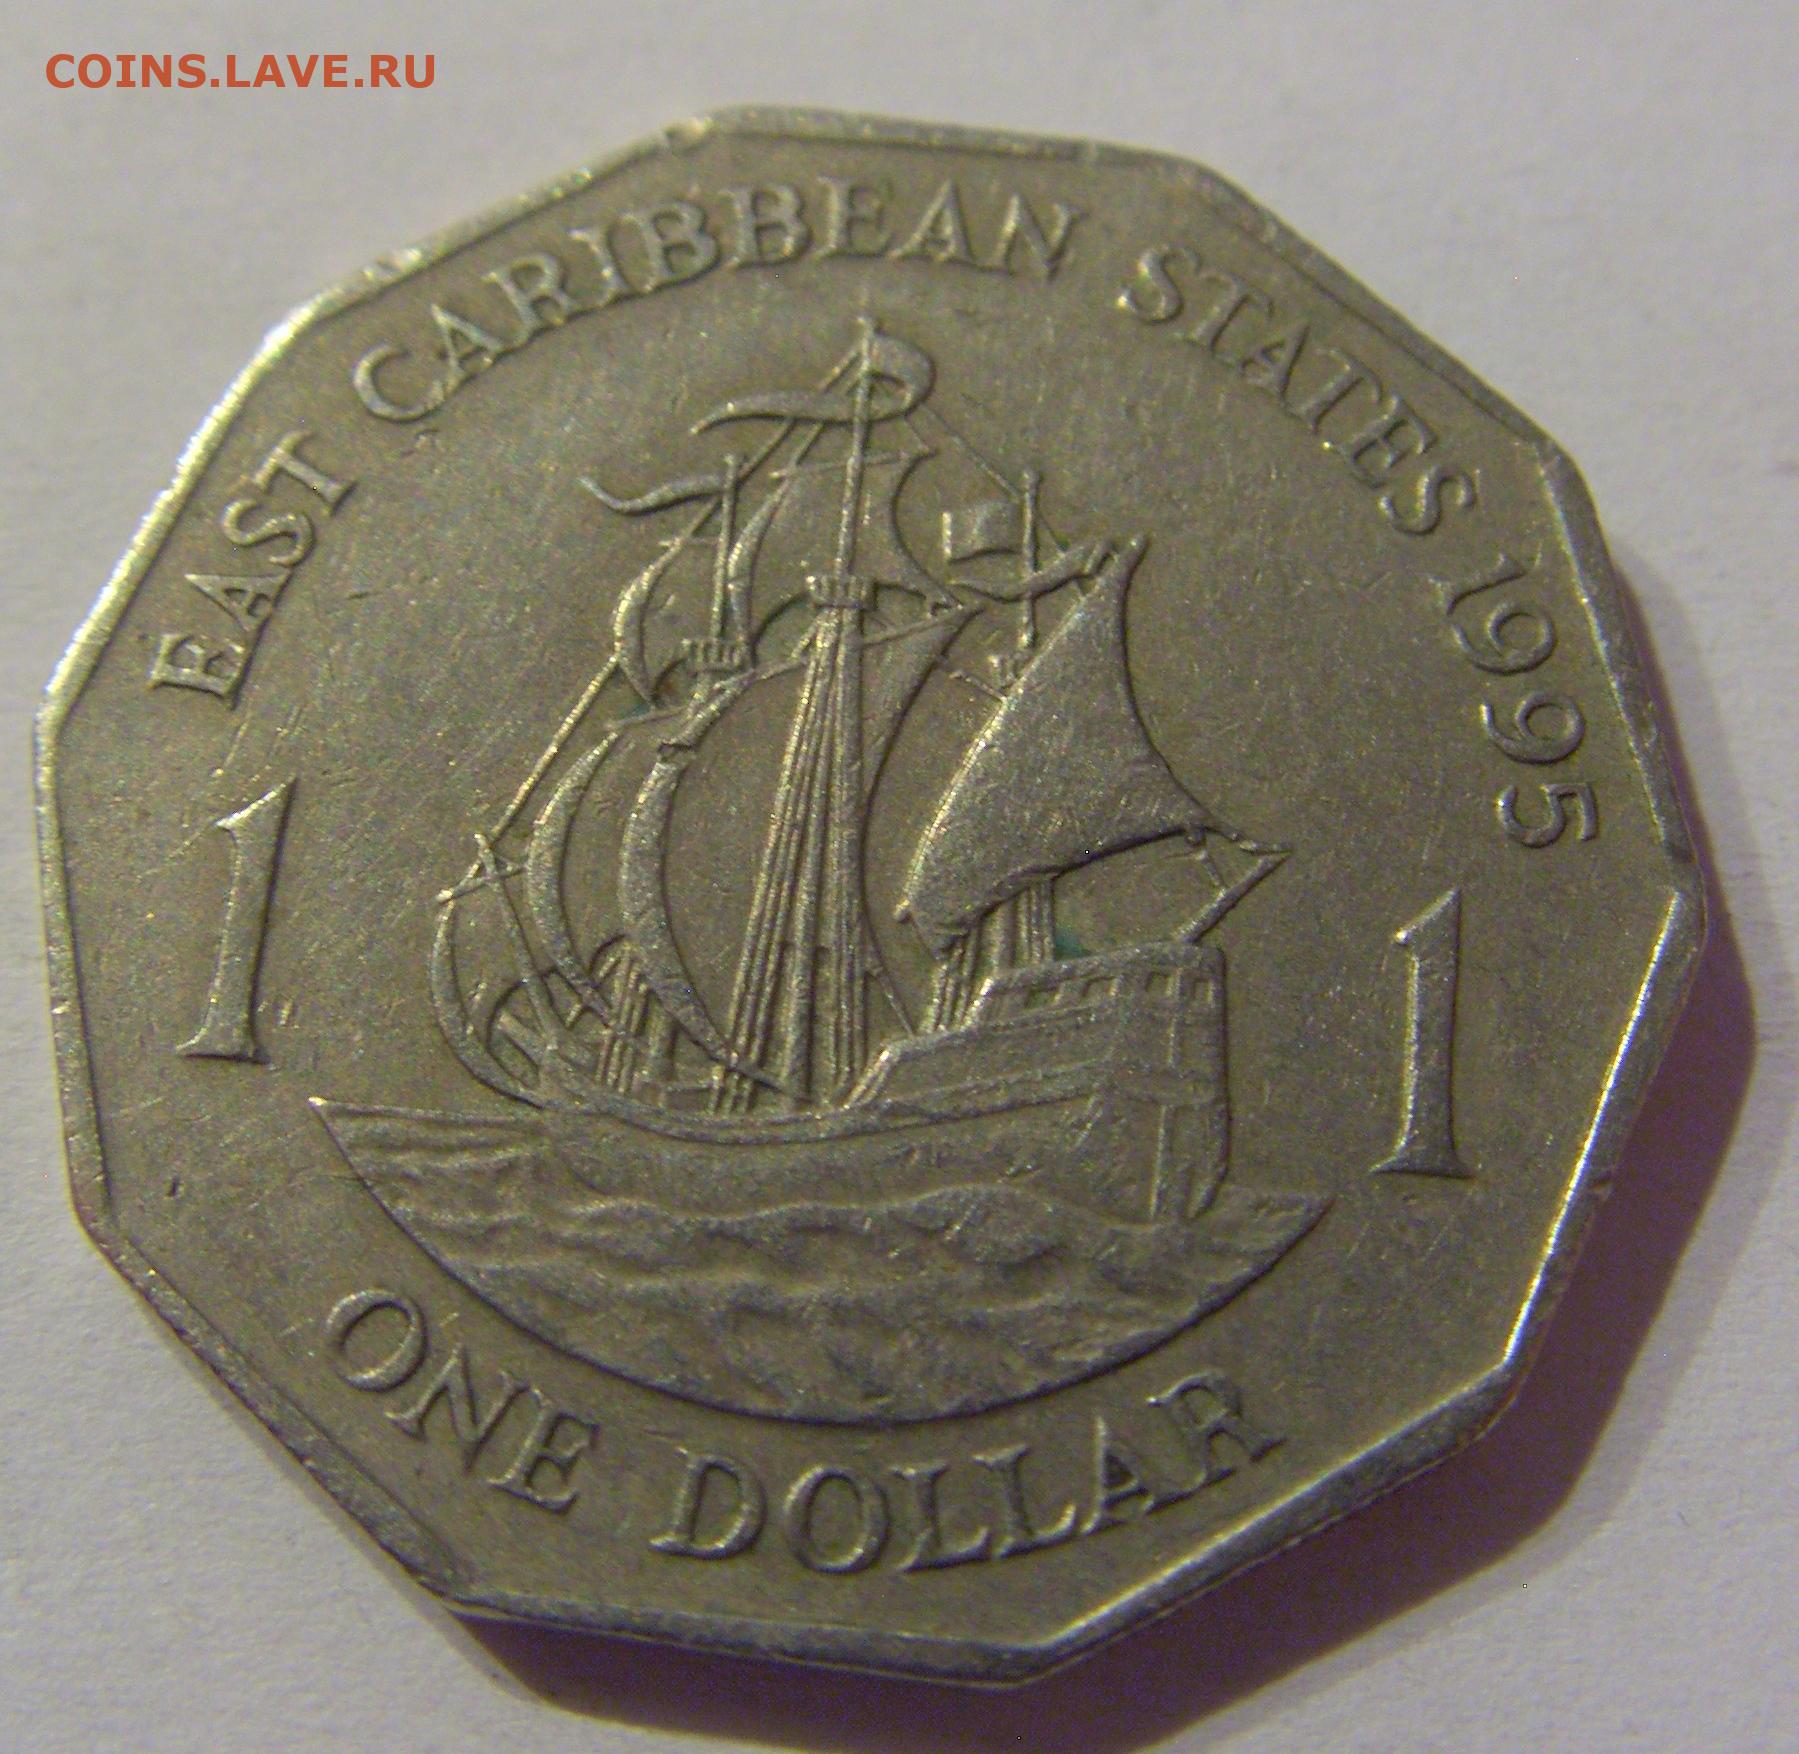 COINS.LAVE.RU
EAST CARIBBEAN STATES 1995
1 1
ONE DOLLAR